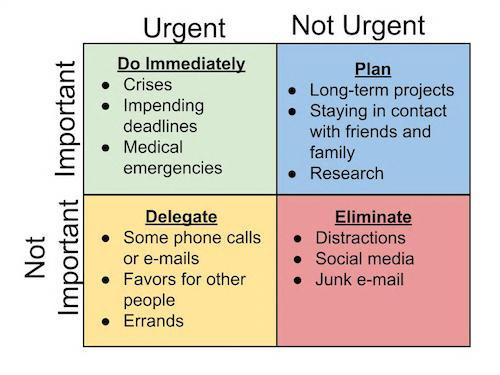 Urgent
Not Urgent
Important
Do Immediately
● Crises
● Impending
deadlines
● Medical
emergencies
Plan
● Long-term projects
● Staying in contact
with friends and
family
● Research
Not
Important
Delegate
● Some phone calls
or e-mails
● Favors for other
people
● Errands
Eliminate
● Distractions
● Social media
● Junk e-mail